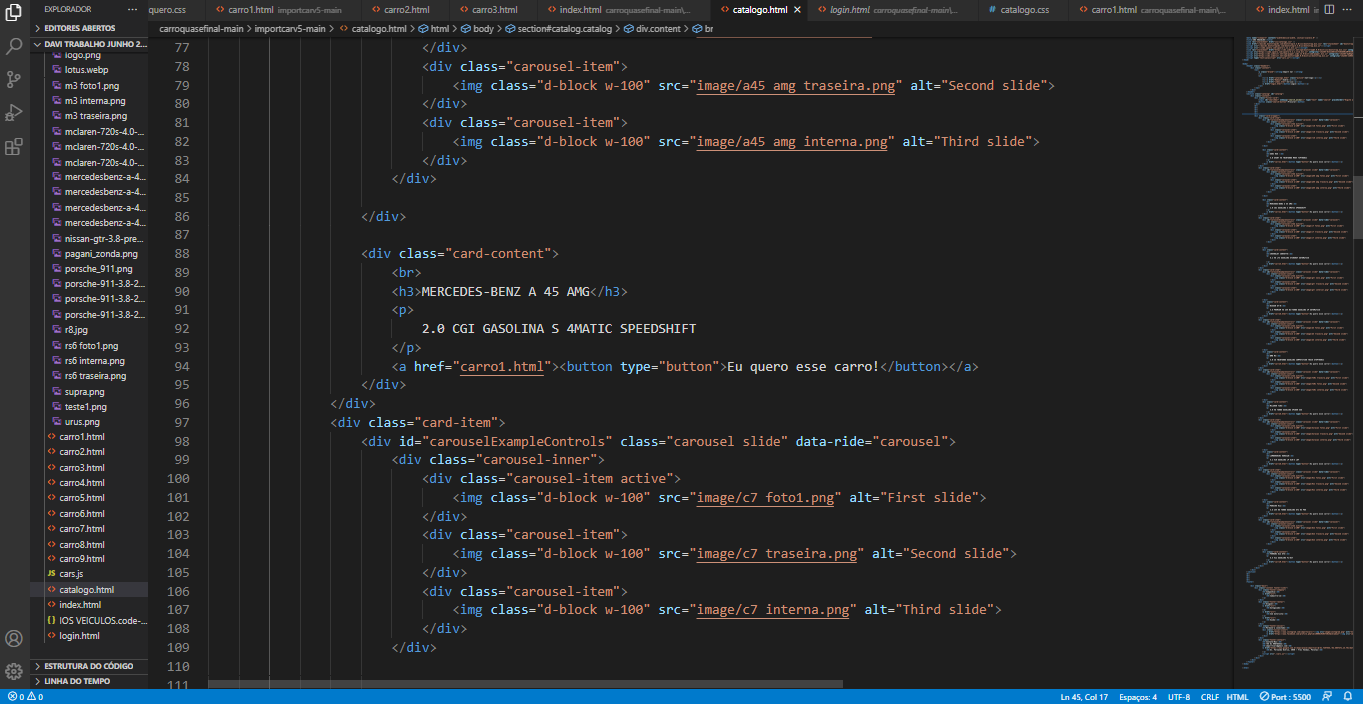 EXPLORADOR ···
EDITORES ABERTOS
DAVI TRABALHO JUNHO 2...
logo.png
lotus.webp
m3 foto1.png
m3 interna.png
m3 traseira.png
mclaren-720s-4.0-...
mclaren-720s-4.0-...
mclaren-720s-4.0-...
mercedesbenz-a-4...
mercedesbenz-a-4...
mercedesbenz-a-4...
mercedesbenz-a-4...
nissan-gtr-3.8-pre...
pagani_zonda.png
porsche_911.png
porsche-911-3.8-2...
porsche-911-3.8-2...
porsche-911-3.8-2...
r8.jpg
rs6 foto1.png
rs6 interna.png
rs6 traseira.png
supra.png
teste1.png
urus.png
carro1.html
carro2.html
carro3.html
carro4.html
carro5.html
carro6.html
carro7.html
carro8.html
carro9.html
JS cars.js
catalogo.html
index.html
{} IOS VEICULOS.code-...
login.html
ESTRUTURA DO CÓDIGO
LINHA DO TEMPO
quero.css carro1.html importcarv5-main carro2.html carro3.html index.html carroquasefinal-main\... catalogo.html login.html carroquasefinal-main\... # catalogo.css carro1.html carroquasefinal-main\... index.html ···
carroquasefinal-main > importcarv5-main > catalogo.html > html > body > section#catalog.catalog > div.content > br
77 </div>
78 <div class="carousel-item">
79 <img class="d-block w-100" src="image/a45 amg traseira.png" alt="Second slide">
80 </div>
81 <div class="carousel-item">
82 <img class="d-block w-100" src="image/a45 amg interna.png" alt="Third slide">
83 </div>
84 </div>
85
86 </div>
87
88 <div class="card-content">
89 <br>
90 <h3>MERCEDES-BENZ A 45 AMG</h3>
91 <p>
92 2.0 CGI GASOLINA S 4MATIC SPEEDSHIFT
93 </p>
94 <a href="carro1.html"><button type="button">Eu quero esse carro!</button></a>
95 </div>
96 </div>
97 <div class="card-item">
98 <div id="carouselExampleControls" class="carousel slide" data-ride="carousel">
99 <div class="carousel-inner">
100 <div class="carousel-item active">
101 <img class="d-block w-100" src="image/c7 foto1.png" alt="First slide">
102 </div>
103 <div class="carousel-item">
104 <img class="d-block w-100" src="image/c7 traseira.png" alt="Second slide">
105 </div>
106 <div class="carousel-item">
107 <img class="d-block w-100" src="image/c7 interna.png" alt="Third slide">
108 </div>
109 </div>
110
111
0 0 Ln 45, Col 17 Espaços: 4 UTF-8 CRLF HTML Port : 5500